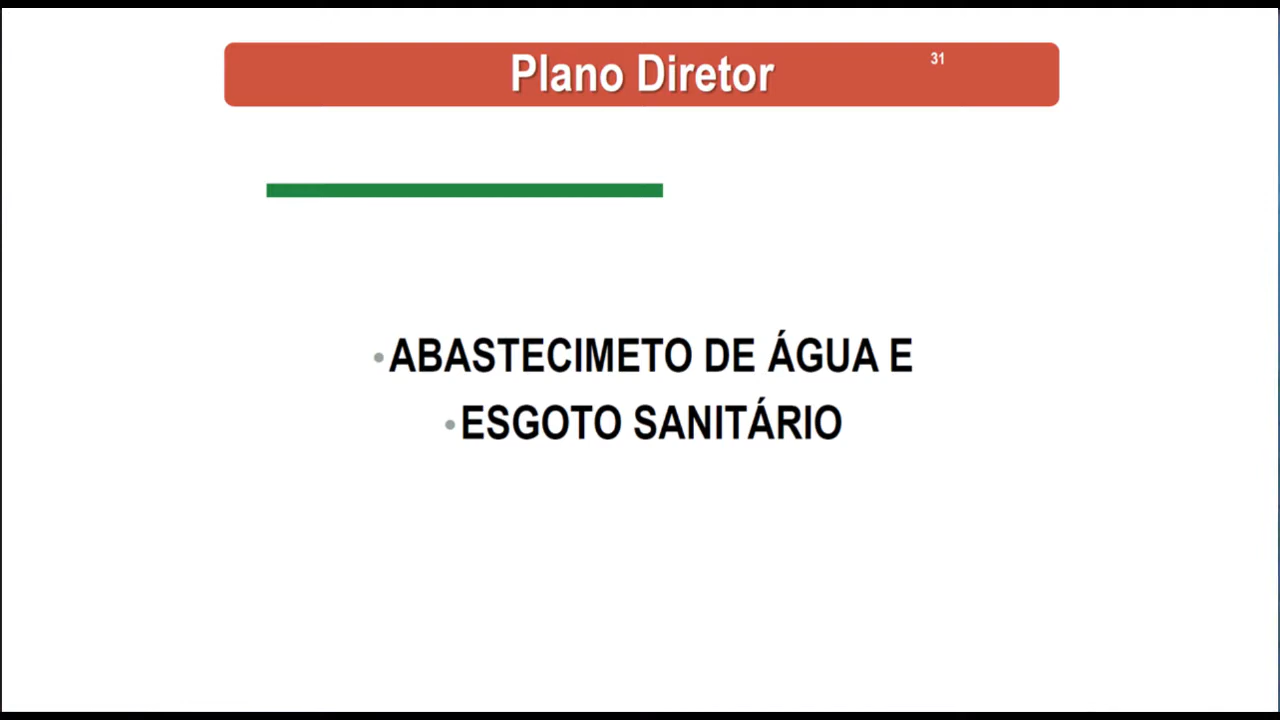 Plano Diretor
31
•ABASTECIMETO DE ÁGUA E
•ESGOTO SANITÁRIO